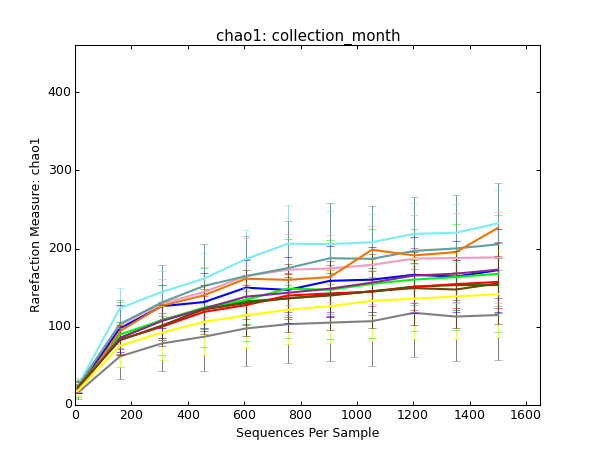 chao1: collection_month
Rarefaction Measure: chao1
400
300
200
100
0
0 200 400 600 800 1000 1200 1400 1600
Sequences Per Sample